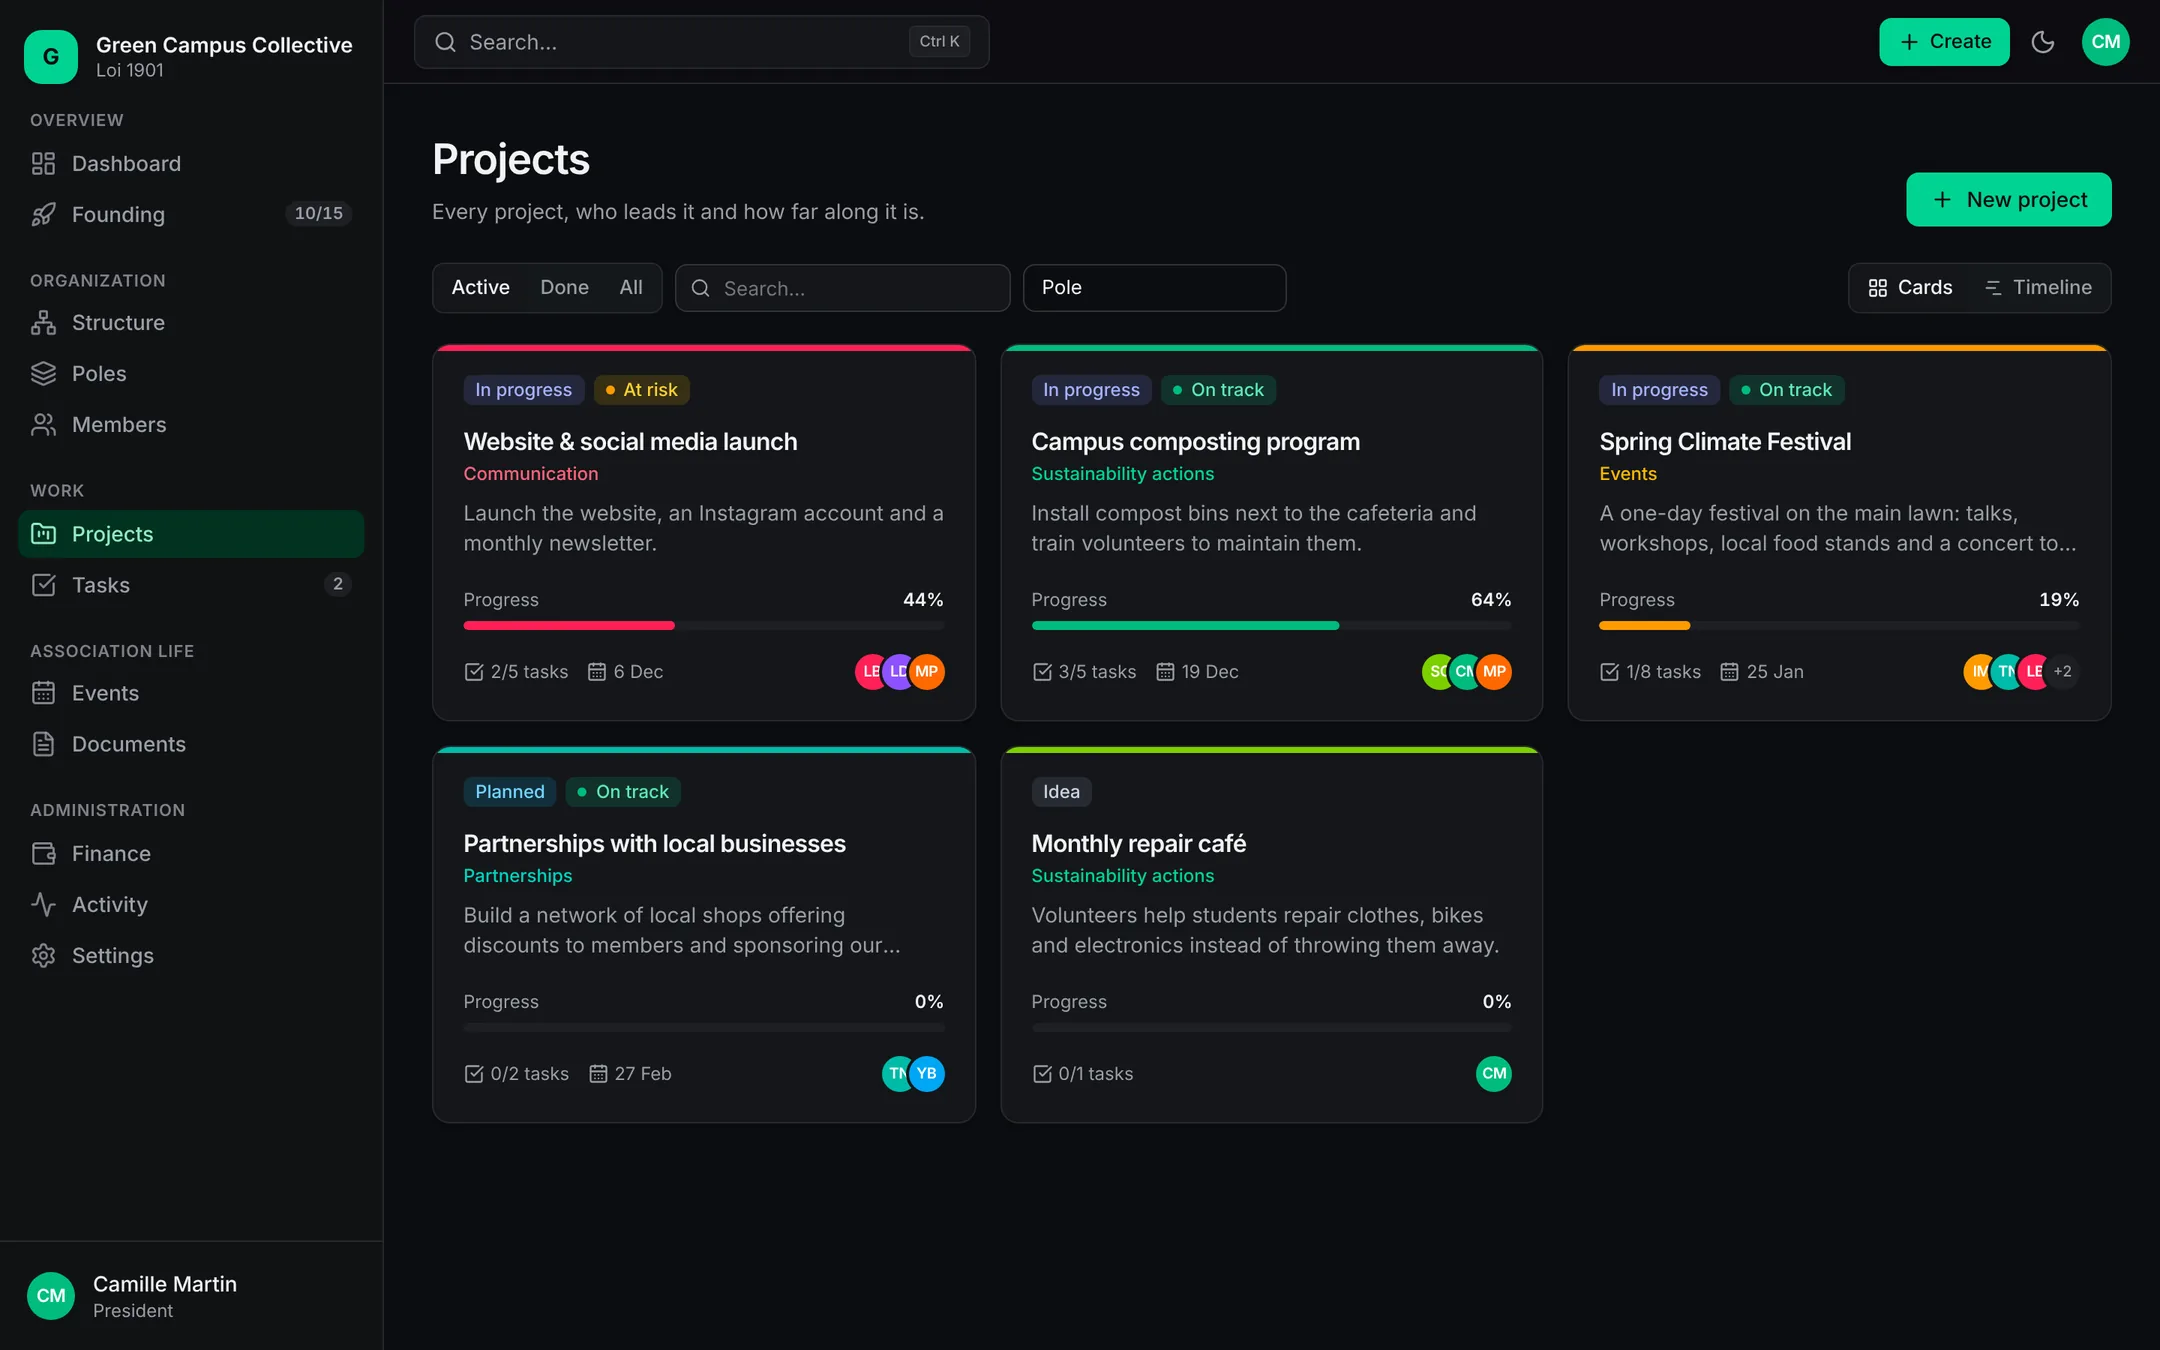 G
Green Campus Collective
Loi 1901
OVERVIEW
Dashboard
Founding 10/15
ORGANIZATION
Structure
Poles
Members
WORK
Projects
Tasks 2
ASSOCIATION LIFE
Events
Documents
ADMINISTRATION
Finance
Activity
Settings
CM
Camille Martin
President
Search... Ctrl K
+ Create
CM
Projects
Every project, who leads it and how far along it is.
+ New project
Active Done All
Search...
Pole
Cards Timeline
In progress At risk
Website & social media launch
Communication
Launch the website, an Instagram account and a
monthly newsletter.
Progress 44%
2/5 tasks 6 Dec
LD MP
In progress On track
Campus composting program
Sustainability actions
Install compost bins next to the cafeteria and
train volunteers to maintain them.
Progress 64%
3/5 tasks 19 Dec
CM MP
In progress On track
Spring Climate Festival
Events
A one-day festival on the main lawn: talks,
workshops, local food stands and a concert to...
Progress 19%
1/8 tasks 25 Jan
+2
Planned On track
Partnerships with local businesses
Partnerships
Build a network of local shops offering
discounts to members and sponsoring our...
Progress 0%
0/2 tasks 27 Feb
TN YB
Idea
Monthly repair café
Sustainability actions
Volunteers help students repair clothes, bikes
and electronics instead of throwing them away.
Progress 0%
0/1 tasks
CM